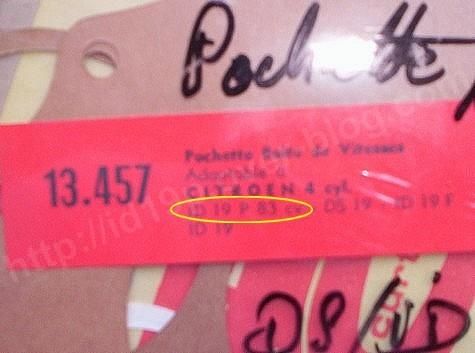 Pochette
13.457
Pochette Boîte de Vitesses
Adaptable à
CITROEN 4 cyl.
ID 19 P 83 cv DS 19 ID 19 F
ID 19
DS/ID